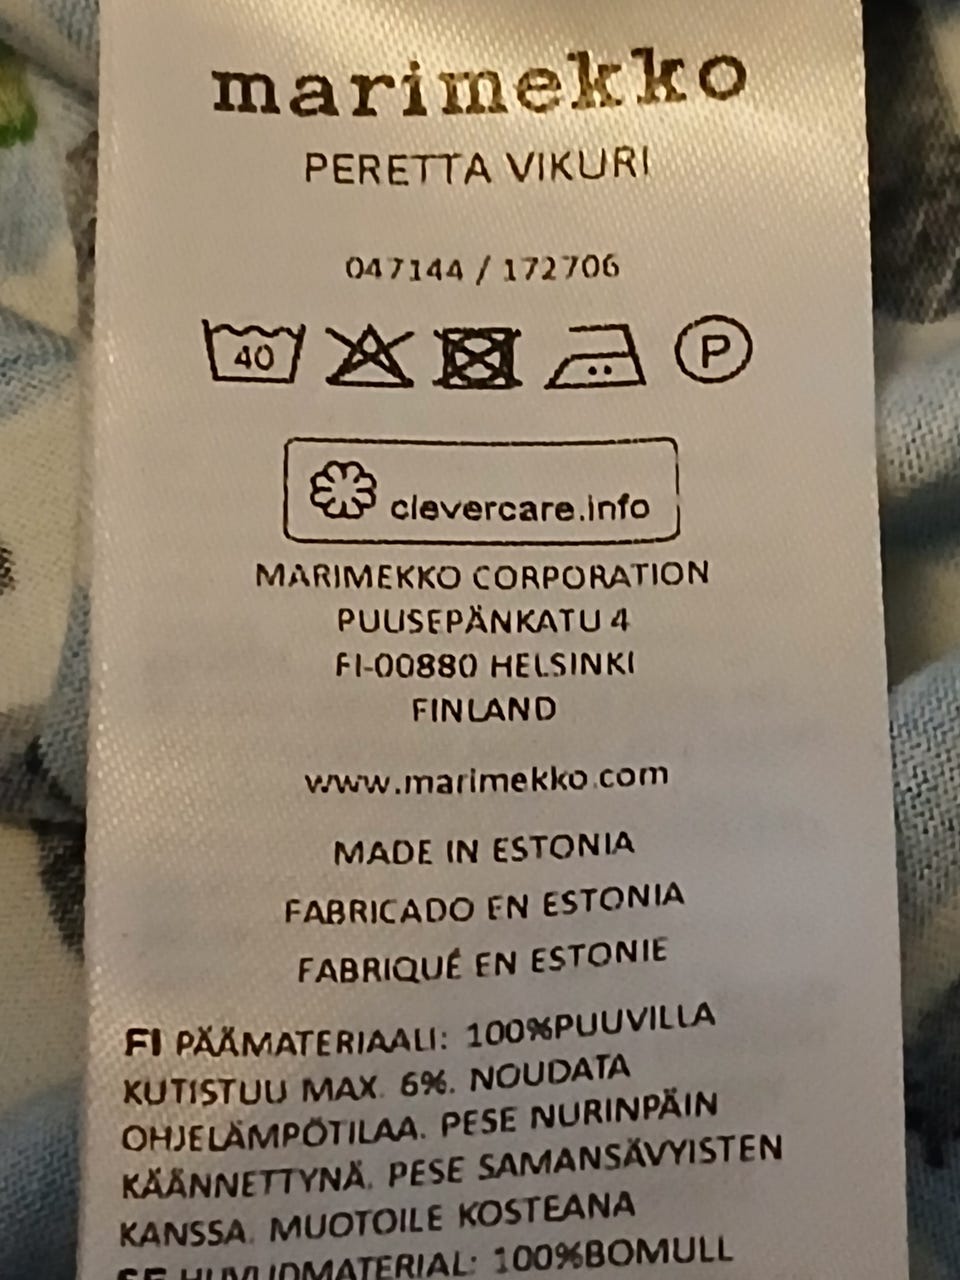 marimekko
PERETTA VIKURI
047144 / 172706
40
P
clevercare.info
MARIMEKKO CORPORATION
PUUSEPÄNKATU 4
FI-00880 HELSINKI
FINLAND
www.marimekko.com
MADE IN ESTONIA
FABRICADO EN ESTONIA
FABRIQUÉ EN ESTONIE
FI PÄÄMATERIAALI: 100%PUUVILLA
KUTISTUU MAX. 6%. NOUDATA
OHJELÄMPÖTILAA. PESE NURINPÄIN
KÄÄNNETTYNÄ. PESE SAMANSÄVYISTEN
KANSSA. MUOTOILE KOSTEANA
SE HUVUDMATERIAL: 100%BOMULL